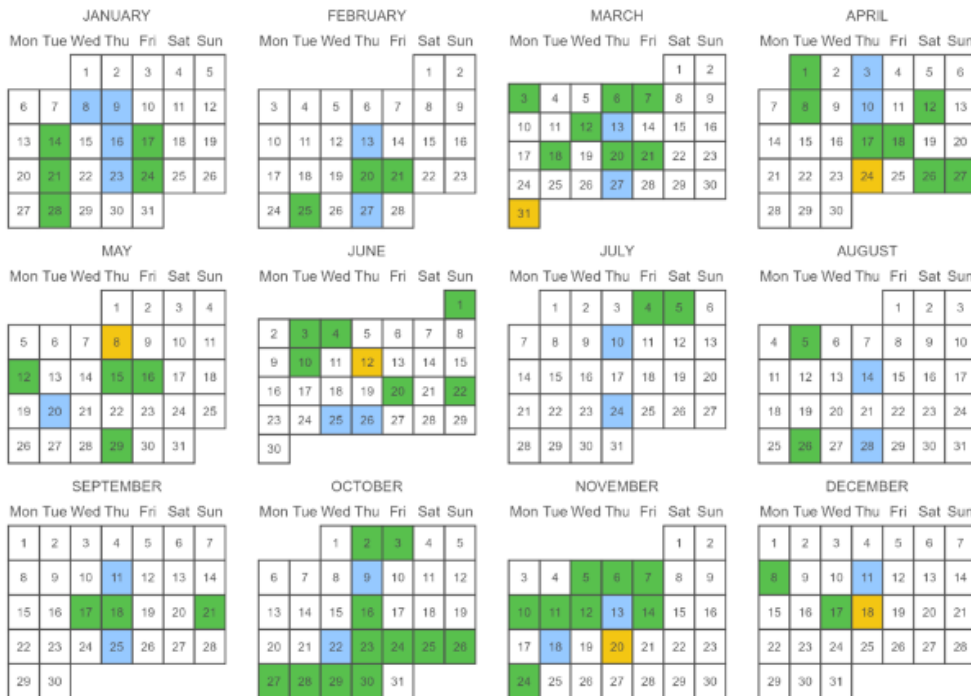 JANUARY FEBRUARY MARCH APRIL
Mon Tue Wed Thu Fri Sat Sun Mon Tue Wed Thu Fri Sat Sun Mon Tue Wed Thu Fri Sat Sun Mon Tue Wed Thu Fri Sat Sun
1 2 3 4 5 1 2 1 2 1 2 3 4 5 6
6 7 8 9 10 11 12 3 4 5 6 7 8 9 3 4 5 6 7 8 9 7 8 9 10 11 12 13
13 14 15 16 17 18 19 10 11 12 13 14 15 16 10 11 12 13 14 15 16 14 15 16 17 18 19 20
20 21 22 23 24 25 26 17 18 19 20 21 22 23 17 18 19 20 21 22 23 21 22 23 24 25 26 27
27 28 29 30 31 24 25 26 27 28 24 25 26 27 28 29 30 28 29 30
31
MAY JUNE JULY AUGUST
Mon Tue Wed Thu Fri Sat Sun Mon Tue Wed Thu Fri Sat Sun Mon Tue Wed Thu Fri Sat Sun Mon Tue Wed Thu Fri Sat Sun
1 2 3 4 1 1 2 3 4 5 6 1 2 3
5 6 7 8 9 10 11 2 3 4 5 6 7 8 7 8 9 10 11 12 13 4 5 6 7 8 9 10
12 13 14 15 16 17 18 9 10 11 12 13 14 15 14 15 16 17 18 19 20 11 12 13 14 15 16 17
19 20 21 22 23 24 25 16 17 18 19 20 21 22 21 22 23 24 25 26 27 18 19 20 21 22 23 24
26 27 28 29 30 31 23 24 25 26 27 28 29 28 29 30 31 25 26 27 28 29 30 31
30
SEPTEMBER OCTOBER NOVEMBER DECEMBER
Mon Tue Wed Thu Fri Sat Sun Mon Tue Wed Thu Fri Sat Sun Mon Tue Wed Thu Fri Sat Sun Mon Tue Wed Thu Fri Sat Sun
1 2 3 4 5 6 7 1 2 3 4 5 1 2 1 2 3 4 5 6 7
8 9 10 11 12 13 14 6 7 8 9 10 11 12 3 4 5 6 7 8 9 8 9 10 11 12 13 14
15 16 17 18 19 20 21 13 14 15 16 17 18 19 10 11 12 13 14 15 16 15 16 17 18 19 20 21
22 23 24 25 26 27 28 20 21 22 23 24 25 26 17 18 19 20 21 22 23 22 23 24 25 26 27 28
29 30 27 28 29 30 31 24 25 26 27 28 29 30 29 30 31